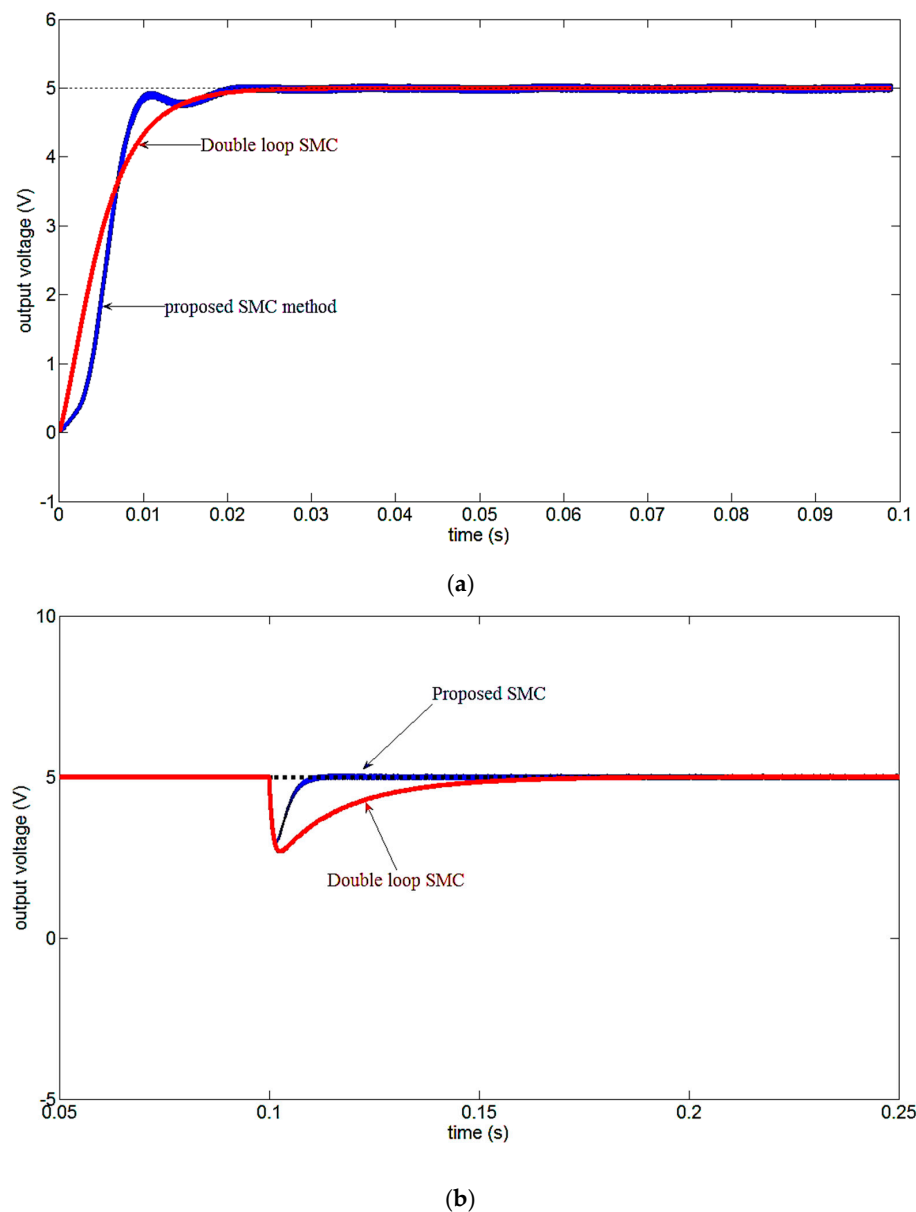 6
5
4
3
2
1
0
-1
output voltage (V)
Double loop SMC
proposed SMC method
0 0.01 0.02 0.03 0.04 0.05 0.06 0.07 0.08 0.09 0.1
time (s)
(a)
10
5
0
-5
output voltage (V)
Proposed SMC
Double loop SMC
0.05 0.1 0.15 0.2 0.25
time (s)
(b)